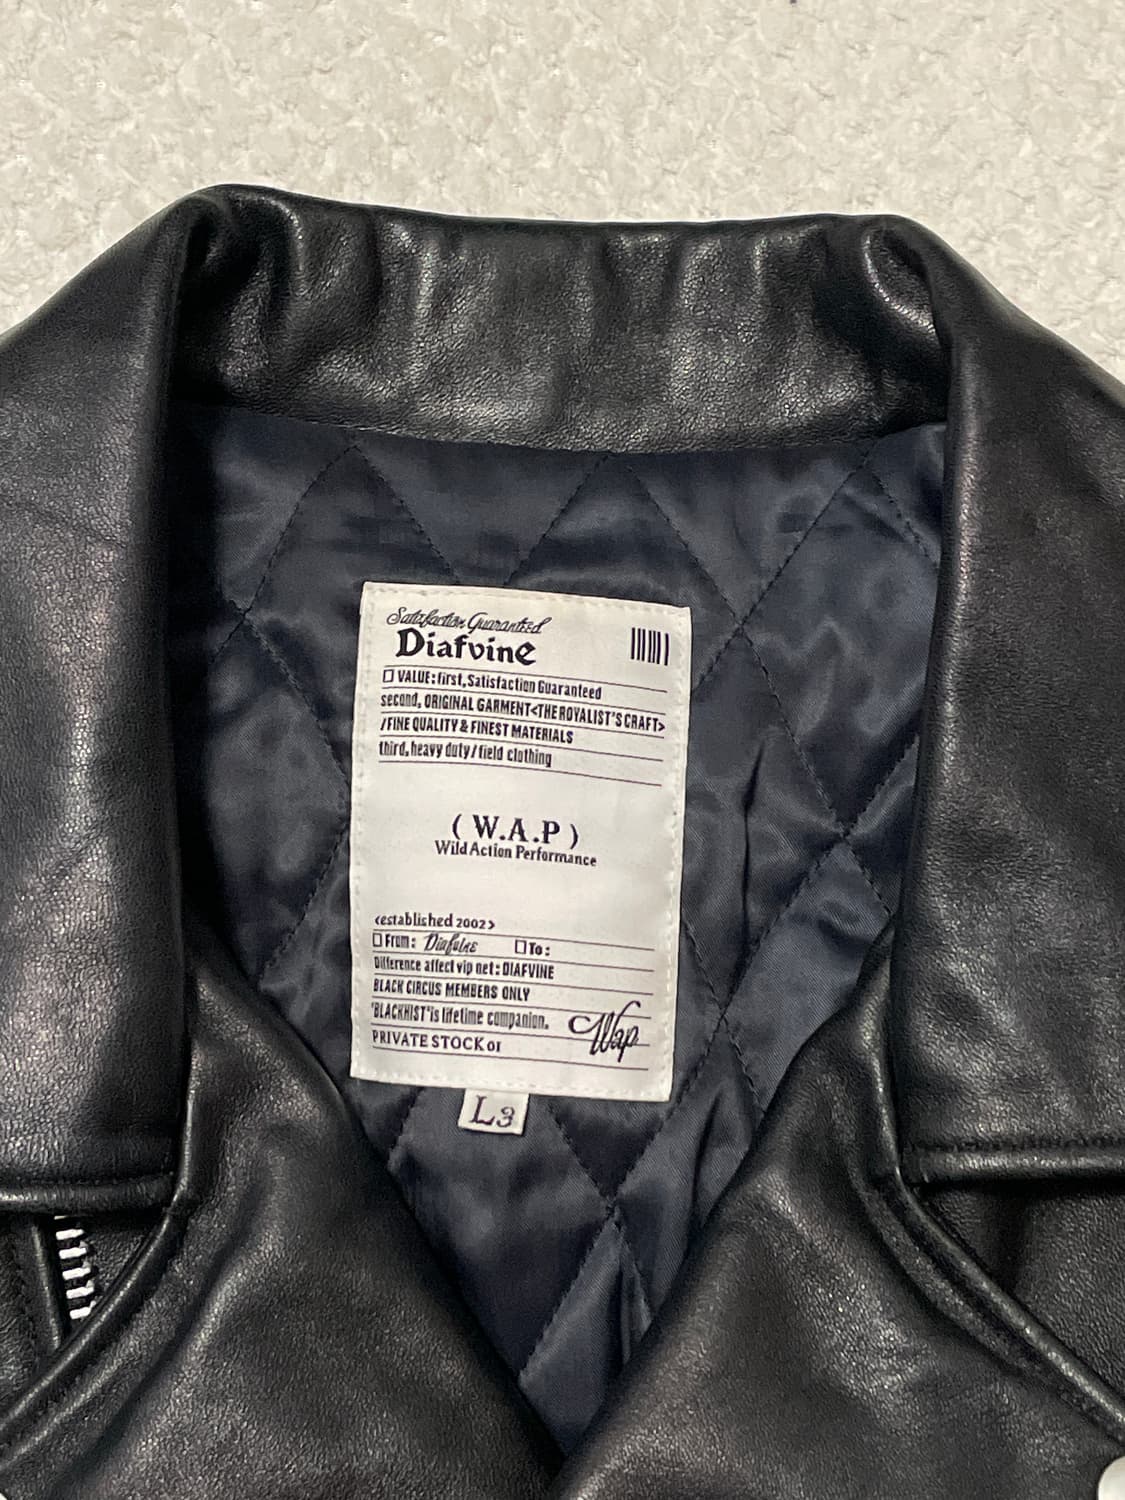 Satisfaction Guaranteed
Diafvine
VALUE: first, Satisfaction Guaranteed
second, ORIGINAL GARMENT<THE ROYALIST'S CRAFT>
/FINE QUALITY & FINEST MATERIALS
third, heavy duty / field clothing
( W.A.P )
Wild Action Performance
<established 2002>
From: Diafvine To:
Difference affect vip net: DIAFVINE
BLACK CIRCUS MEMBERS ONLY
"BLACKHIST" is lifetime companion.
Wap
PRIVATE STOCK 01
L3